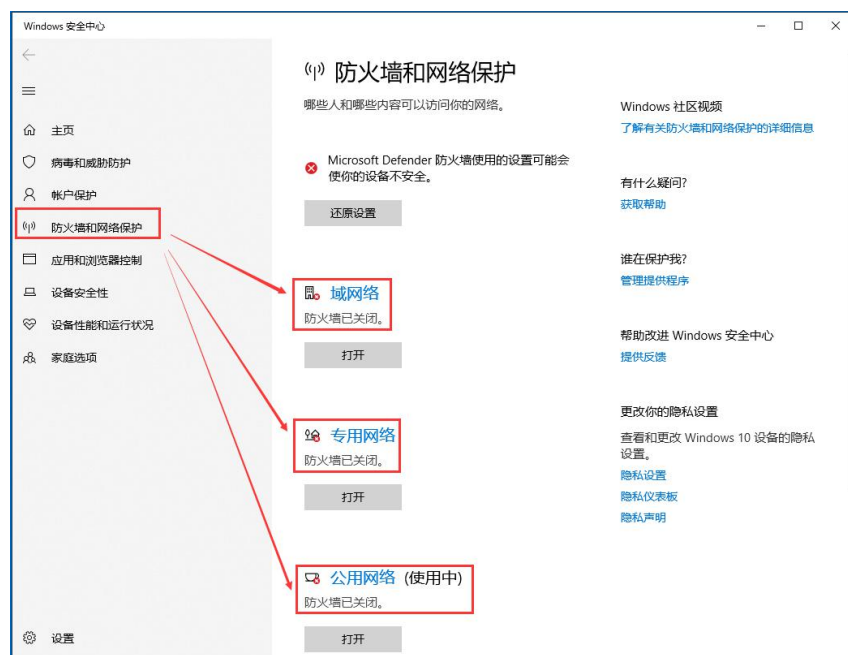 Windows 安全中心
主页
病毒和威胁防护
帐户保护
防火墙和网络保护
应用和浏览器控制
设备安全性
设备性能和运行状况
家庭选项
设置
防火墙和网络保护
哪些人和哪些内容可以访问你的网络。
Microsoft Defender 防火墙使用的设置可能会
使你的设备不安全。
还原设置
域网络
防火墙已关闭。
打开
专用网络
防火墙已关闭。
打开
公用网络 (使用中)
防火墙已关闭。
打开
Windows 社区视频
了解有关防火墙和网络保护的详细信息
有什么疑问?
获取帮助
谁在保护我?
管理提供程序
帮助改进 Windows 安全中心
提供反馈
更改你的隐私设置
查看和更改 Windows 10 设备的隐私
设置。
隐私设置
隐私仪表板
隐私声明